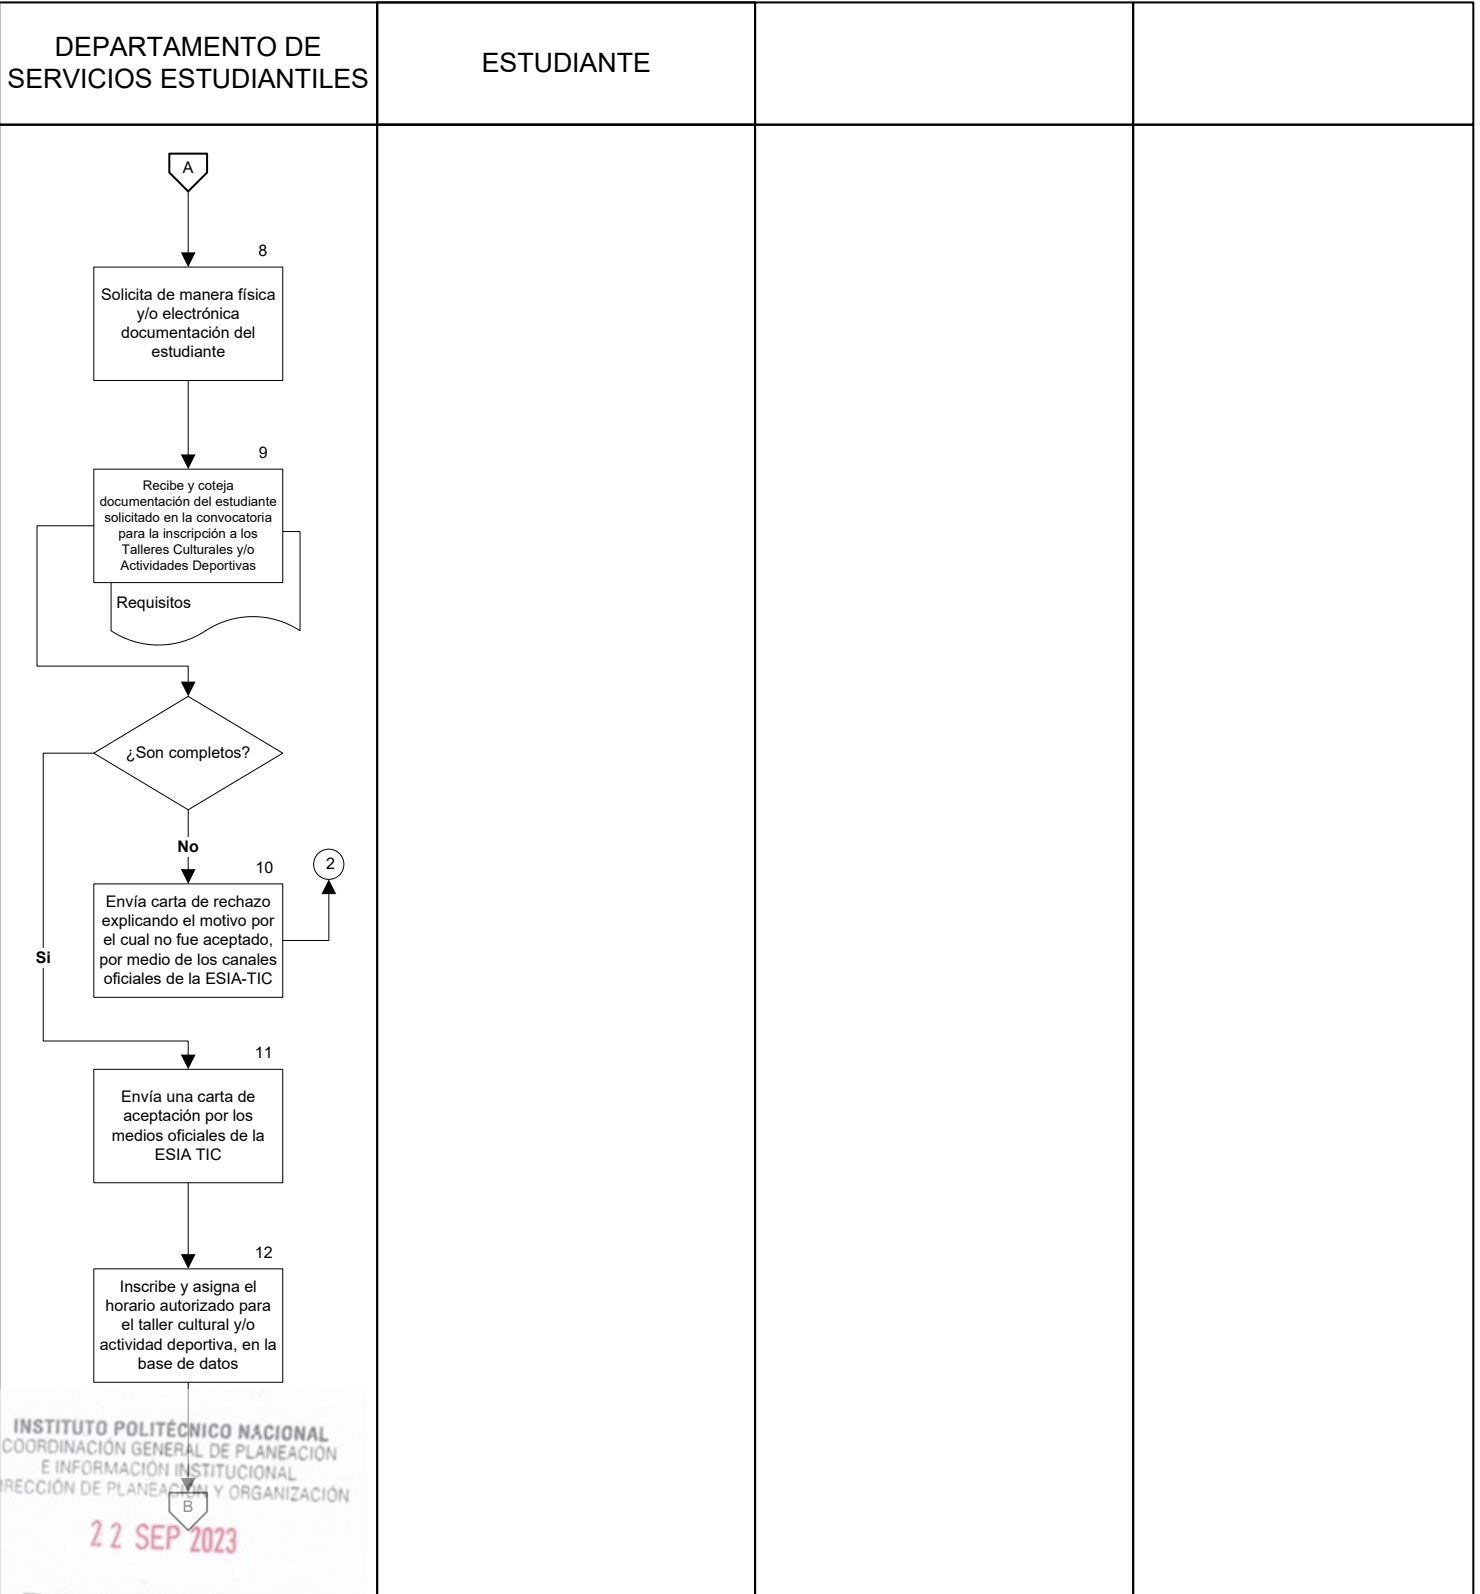 DEPARTAMENTO DE
SERVICIOS ESTUDIANTILES
ESTUDIANTE
A
8
Solicita de manera física
y/o electrónica
documentación del
estudiante
9
Recibe y coteja
documentación del estudiante
solicitado en la convocatoria
para la inscripción a los
Talleres Culturales y/o
Actividades Deportivas
Requisitos
¿Son completos?
No
2
10
Envía carta de rechazo
explicando el motivo por
el cual no fue aceptado,
por medio de los canales
oficiales de la ESIA-TIC
Si
11
Envía una carta de
aceptación por los
medios oficiales de la
ESIA TIC
12
Inscribe y asigna el
horario autorizado para
el taller cultural y/o
actividad deportiva, en la
base de datos
INSTITUTO POLITÉCNICO NACIONAL
COORDINACIÓN GENERAL DE PLANEACIÓN
E INFORMACIÓN INSTITUCIONAL
IRECCIÓN DE PLANEACIÓN Y ORGANIZACIÓN
B
22 SEP 2023